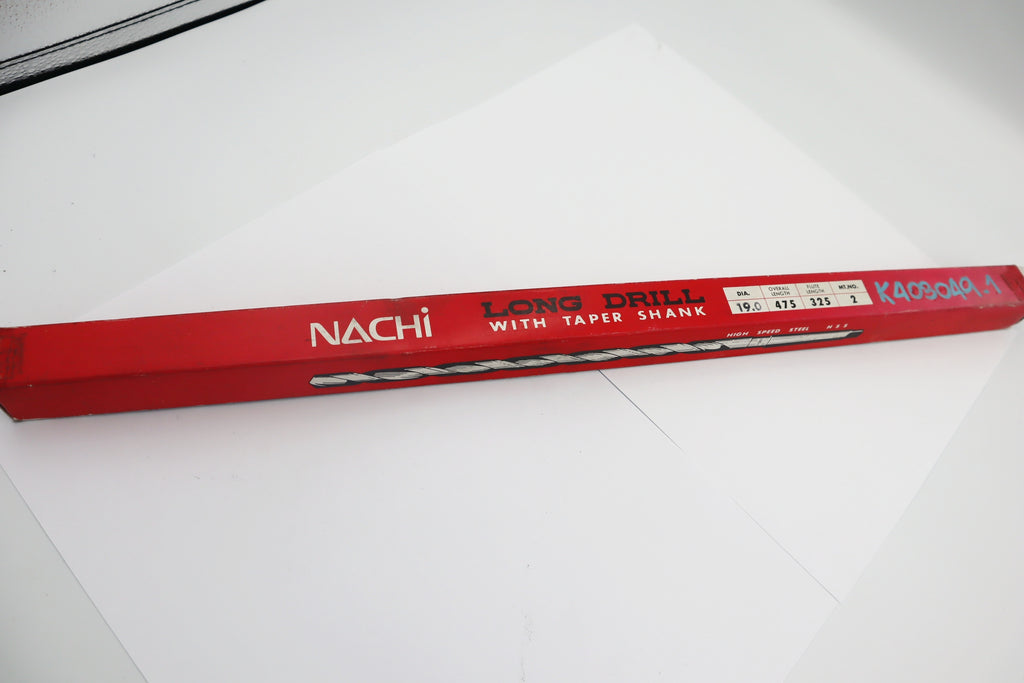 NACHi
LONG DRILL
WITH TAPER SHANK
DIA. OVERALL LENGTH FLUTE LENGTH MT.NO.
19.0 475 325 2
K403049-1
HIGH SPEED STEEL HSS